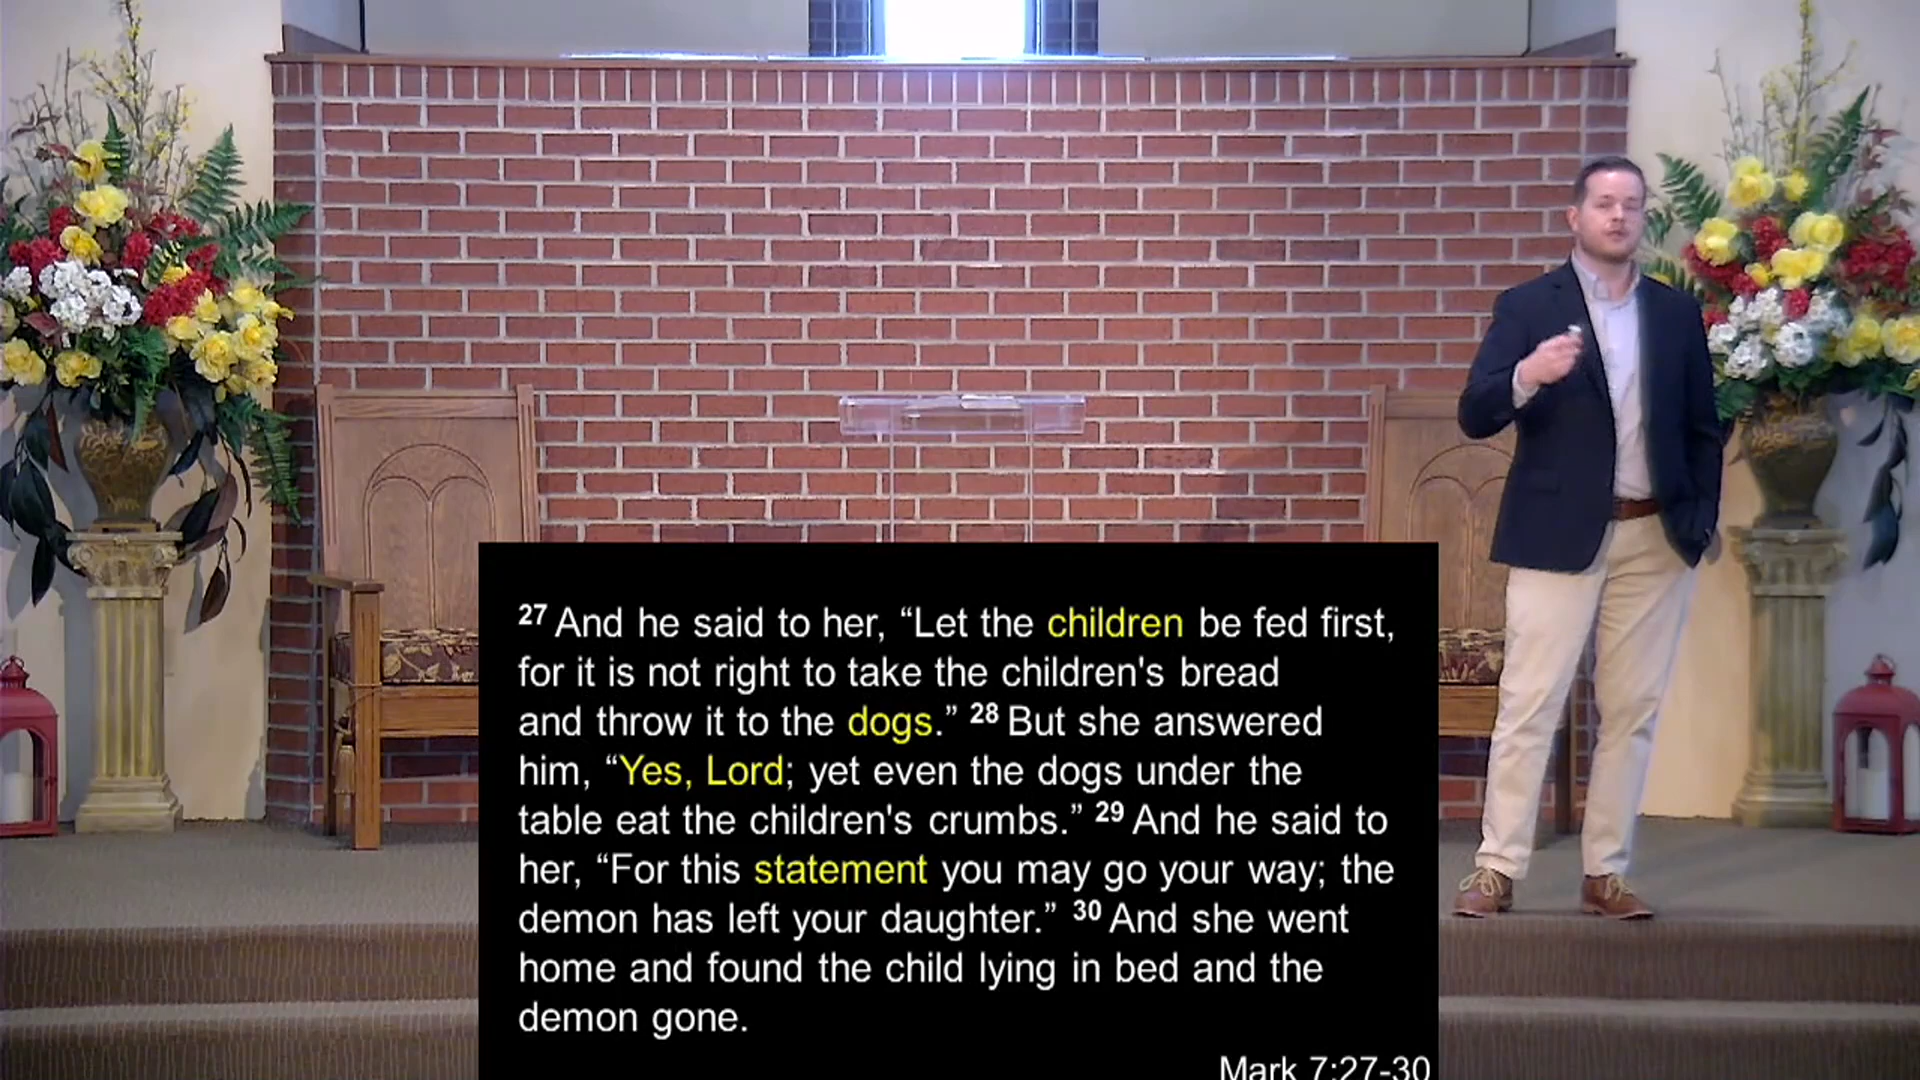 27 And he said to her, “Let the children be fed first,
for it is not right to take the children's bread
and throw it to the dogs.” 28 But she answered
him, “Yes, Lord; yet even the dogs under the
table eat the children's crumbs.” 29 And he said to
her, “For this statement you may go your way; the
demon has left your daughter.” 30 And she went
home and found the child lying in bed and the
demon gone.
Mark 7:27-30